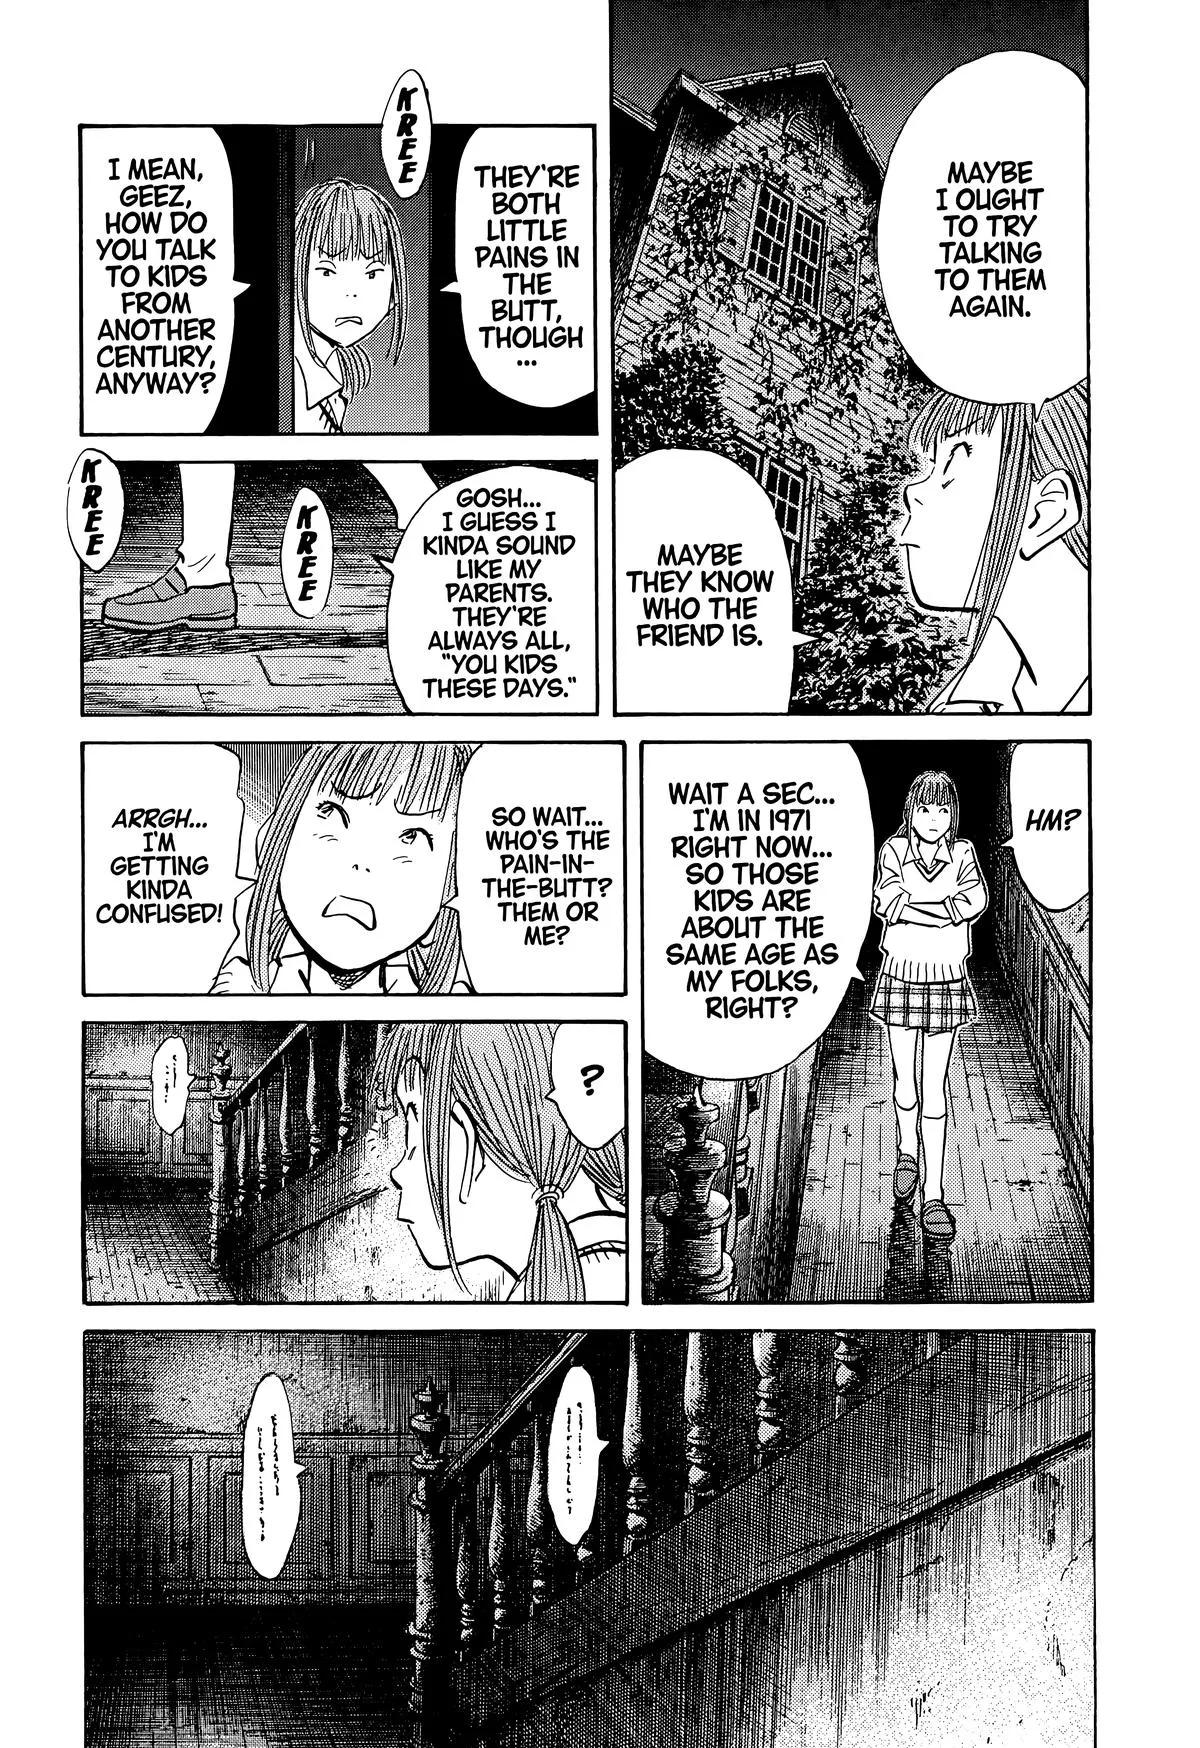 MAYBE
I OUGHT
TO TRY
TALKING
TO THEM
AGAIN.
MAYBE
THEY KNOW
WHO THE
FRIEND IS.
KREE
THEY'RE
BOTH
LITTLE
PAINS IN
THE
BUTT,
THOUGH
...
I MEAN,
GEEZ,
HOW DO
YOU TALK
TO KIDS
FROM
ANOTHER
CENTURY,
ANYWAY?
GOSH...
I GUESS I
KINDA SOUND
LIKE MY
PARENTS.
THEY'RE
ALWAYS ALL,
"YOU KIDS
THESE DAYS."
KREE
KREE
HM?
WAIT A SEC...
I'M IN 1971
RIGHT NOW...
SO THOSE
KIDS ARE
ABOUT THE
SAME AGE AS
MY FOLKS,
RIGHT?
SO WAIT...
WHO'S THE
PAIN-IN-
THE-BUTT?
THEM OR
ME?
ARRGH...
I'M
GETTING
KINDA
CONFUSED!
?